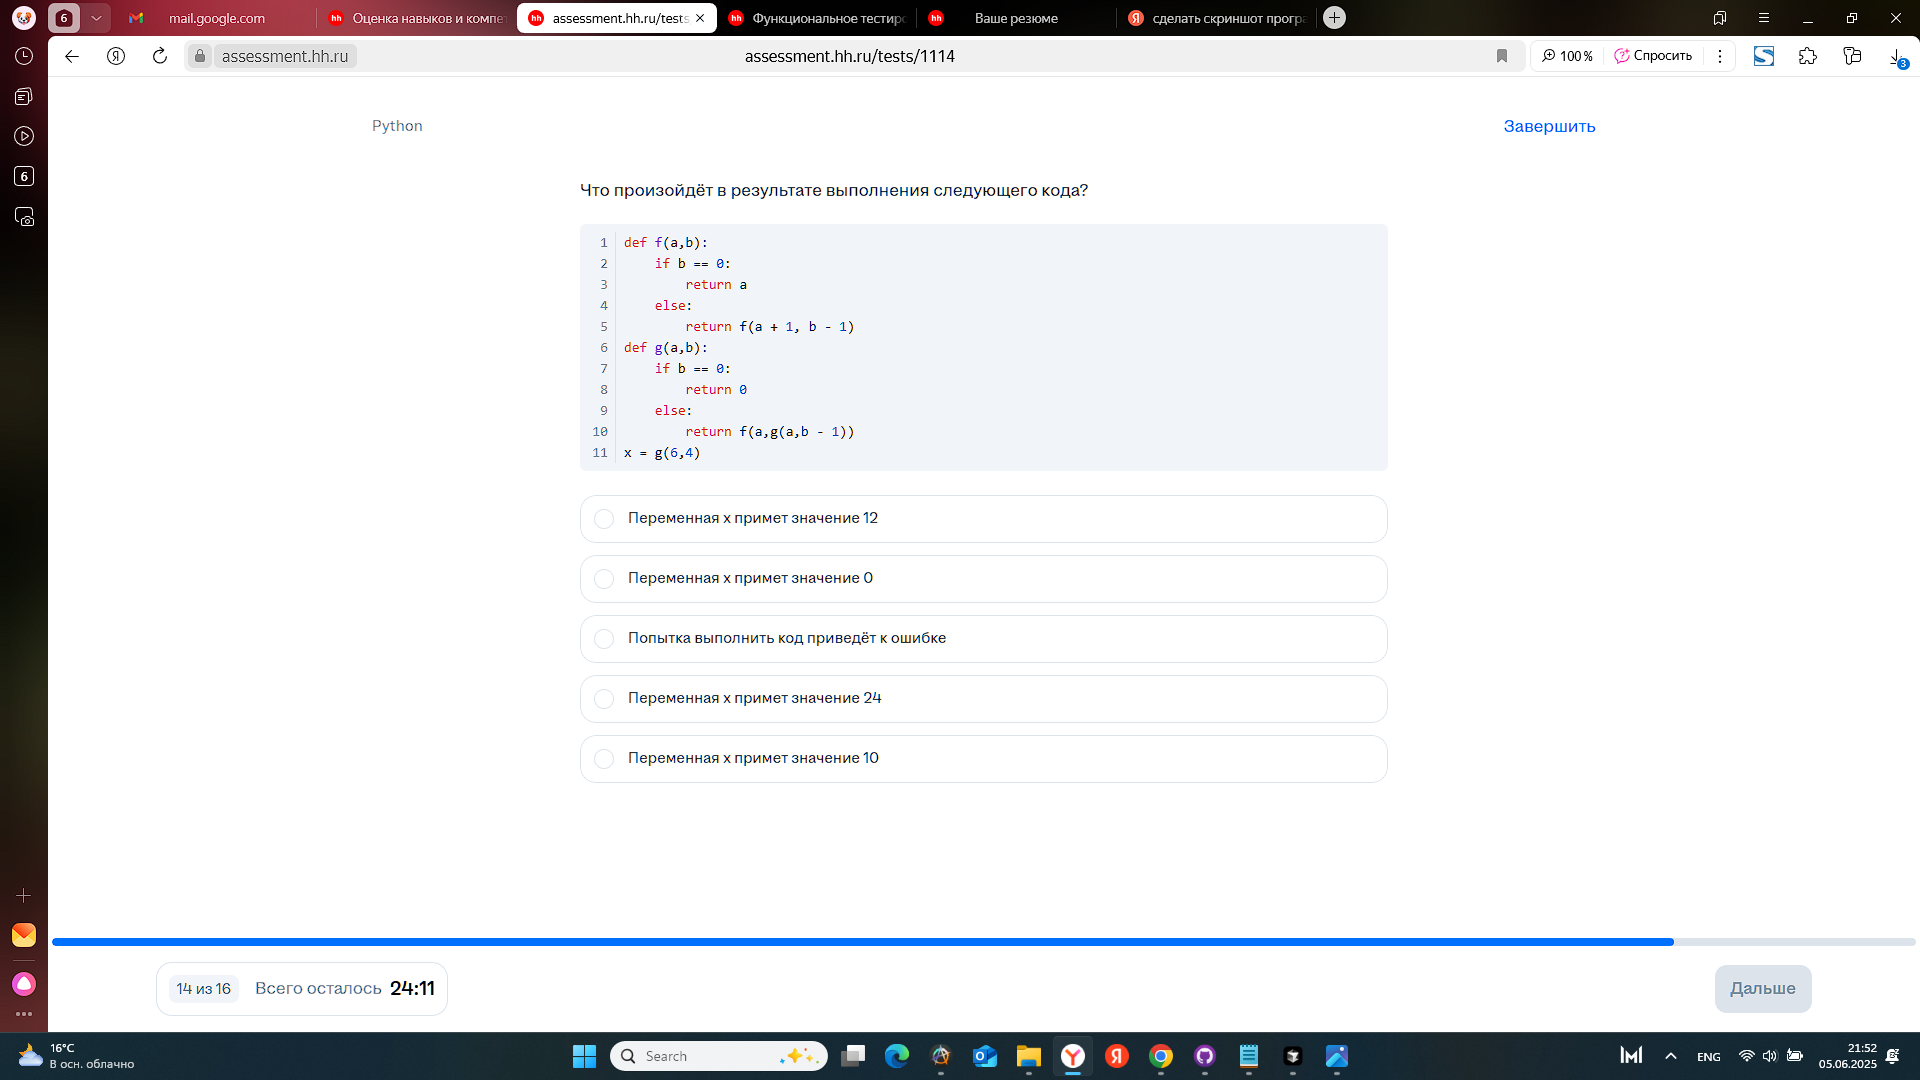 6
mail.google.com
Оценка навыков и компе
assessment.hh.ru/tests
Функциональное тестиро
Ваше резюме
сделать скриншот програ
assessment.hh.ru
assessment.hh.ru/tests/1114
100 %
Спросить
3
6
Python
Завершить
Что произойдёт в результате выполнения следующего кода?
1 def f(a,b):
2 if b == 0:
3 return a
4 else:
5 return f(a + 1, b - 1)
6 def g(a,b):
7 if b == 0:
8 return 0
9 else:
10 return f(a,g(a,b - 1))
11 x = g(6,4)
Переменная x примет значение 12
Переменная x примет значение 0
Попытка выполнить код приведёт к ошибке
Переменная x примет значение 24
Переменная x примет значение 10
14 из 16
Всего осталось 24:11
Дальше
16°C
В осн. облачно
Search
ENG
21:52
05.06.2025